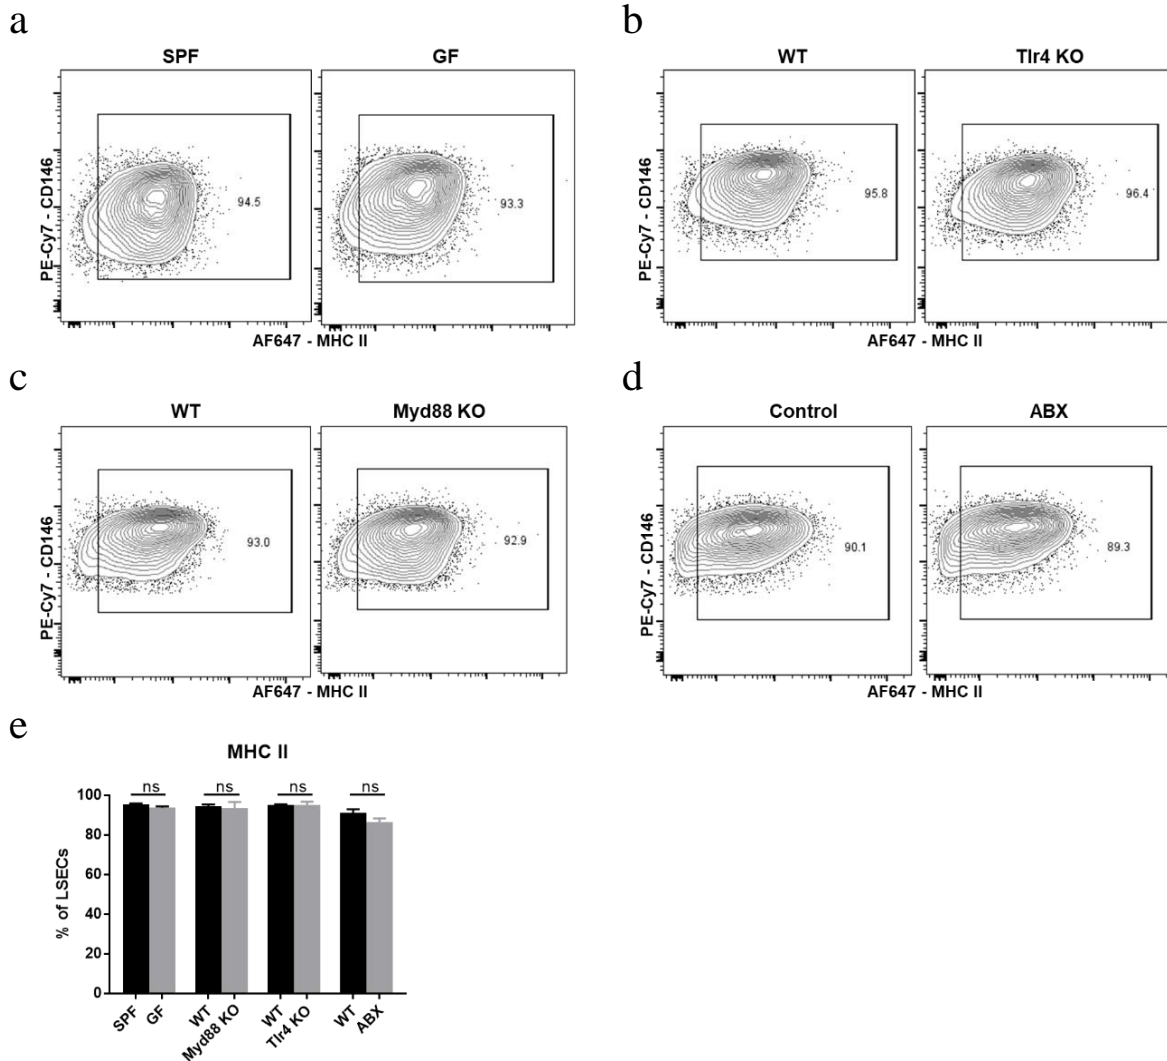 a
b
SPF
GF
WT
Tlr4 KO
94.5
93.3
95.8
96.4
PE-Cy7 - CD146
PE-Cy7 - CD146
AF647 - MHC II
AF647 - MHC II
c
d
WT
Myd88 KO
Control
ABX
93.0
92.9
90.1
89.3
PE-Cy7 - CD146
PE-Cy7 - CD146
AF647 - MHC II
AF647 - MHC II
e
MHC II
ns
ns
ns
ns
% of LSECs
100
80
60
40
20
0
SPF
GF
WT
Myd88 KO
WT
Tlr4 KO
WT
ABX